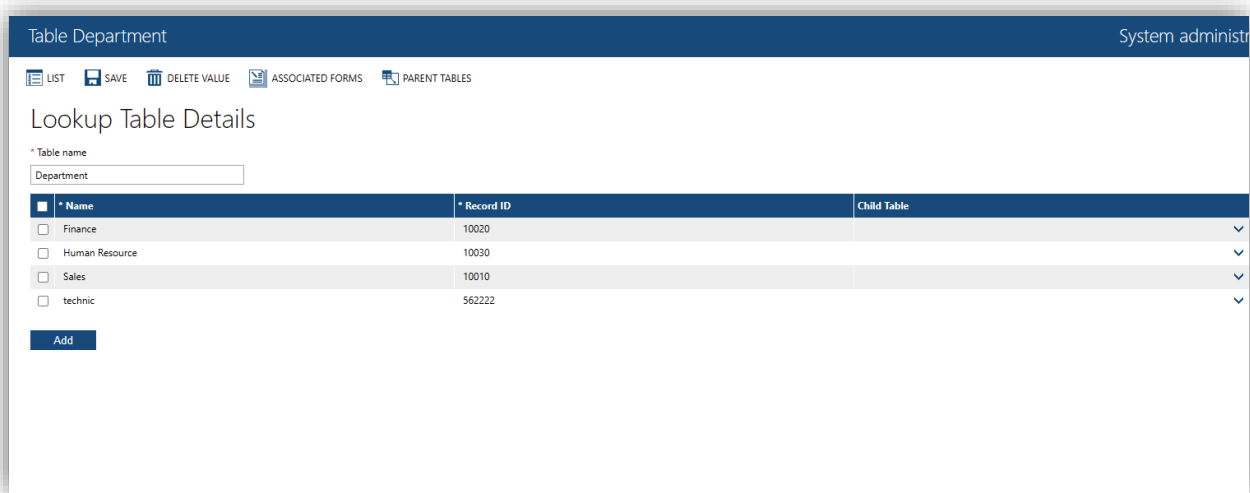 Table Department System administr
LIST SAVE DELETE VALUE ASSOCIATED FORMS PARENT TABLES
Lookup Table Details
* Table name
Department
* Name * Record ID Child Table
Finance 10020
Human Resource 10030
Sales 10010
technic 562222
Add